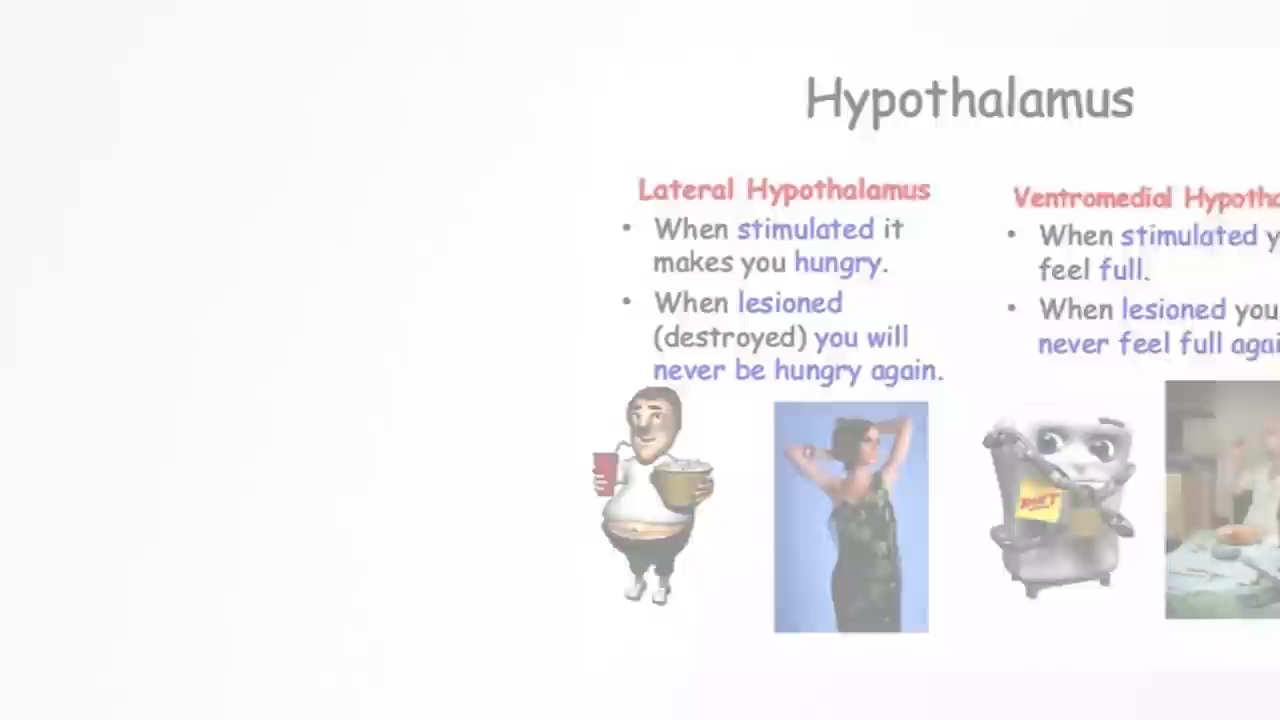 Hypothalamus
Lateral Hypothalamus
• When stimulated it
makes you hungry.
• When lesioned
(destroyed) you will
never be hungry again.
Ventromedial Hypotha
• When stimulated y
feel full.
• When lesioned you
never feel full agai
DIET